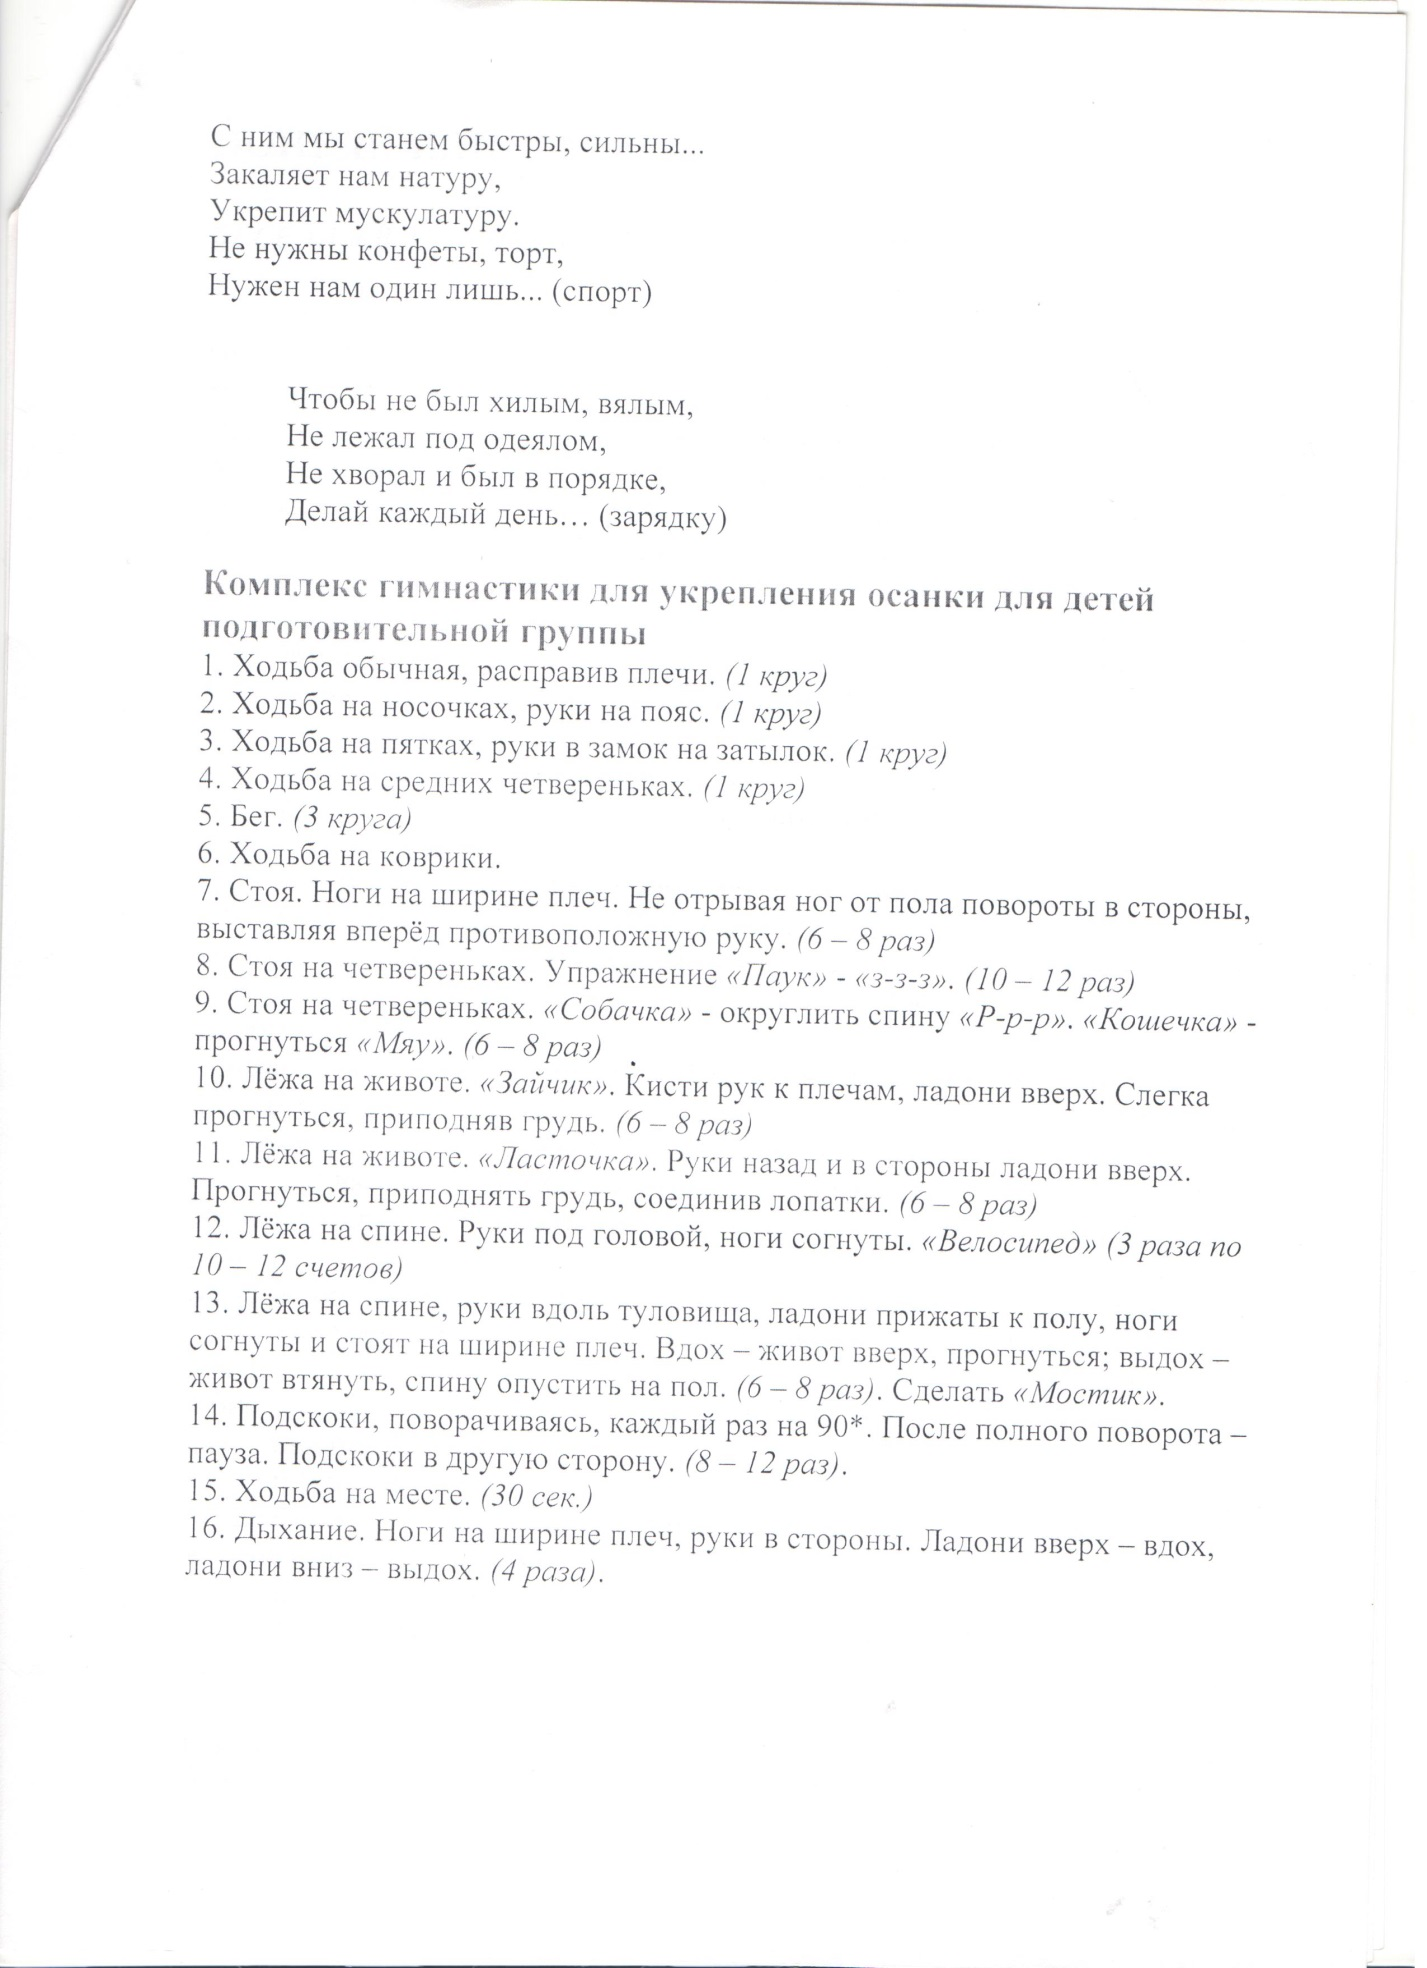 С ним мы станем быстры, сильны...
Закаляет нам натуру,
Укрепит мускулатуру.
Не нужны конфеты, торт,
Нужен нам один лишь... (спорт)
Чтобы не был хилым, вялым,
Не лежал под одеялом,
Не хворал и был в порядке,
Делай каждый день… (зарядку)
Комплекс гимнастики для укрепления осанки для детей
подготовительной группы
1. Ходьба обычная, расправив плечи. (1 круг)
2. Ходьба на носочках, руки на пояс. (1 круг)
3. Ходьба на пятках, руки в замок на затылок. (1 круг)
4. Ходьба на средних четвереньках. (1 круг)
5. Бег. (3 круга)
6. Ходьба на коврики.
7. Стоя. Ноги на ширине плеч. Не отрывая ног от пола повороты в стороны,
выставляя вперёд противоположную руку. (6 – 8 раз)
8. Стоя на четвереньках. Упражнение «Паук» - «з-з-з». (10 – 12 раз)
9. Стоя на четвереньках. «Собачка» - округлить спину «Р-р-р». «Кошечка» -
прогнуться «Мяу». (6 – 8 раз)
10. Лёжа на животе. «Зайчик». Кисти рук к плечам, ладони вверх. Слегка
прогнуться, приподняв грудь. (6 – 8 раз)
11. Лёжа на животе. «Ласточка». Руки назад и в стороны ладони вверх.
Прогнуться, приподнять грудь, соединив лопатки. (6 – 8 раз)
12. Лёжа на спине. Руки под головой, ноги согнуты. «Велосипед» (3 раза по
10 – 12 счетов)
13. Лёжа на спине, руки вдоль туловища, ладони прижаты к полу, ноги
согнуты и стоят на ширине плеч. Вдох – живот вверх, прогнуться; выдох –
живот втянуть, спину опустить на пол. (6 – 8 раз). Сделать «Мостик».
14. Подскоки, поворачиваясь, каждый раз на 90*. После полного поворота –
пауза. Подскоки в другую сторону. (8 – 12 раз).
15. Ходьба на месте. (30 сек.)
16. Дыхание. Ноги на ширине плеч, руки в стороны. Ладони вверх – вдох,
ладони вниз – выдох. (4 раза).